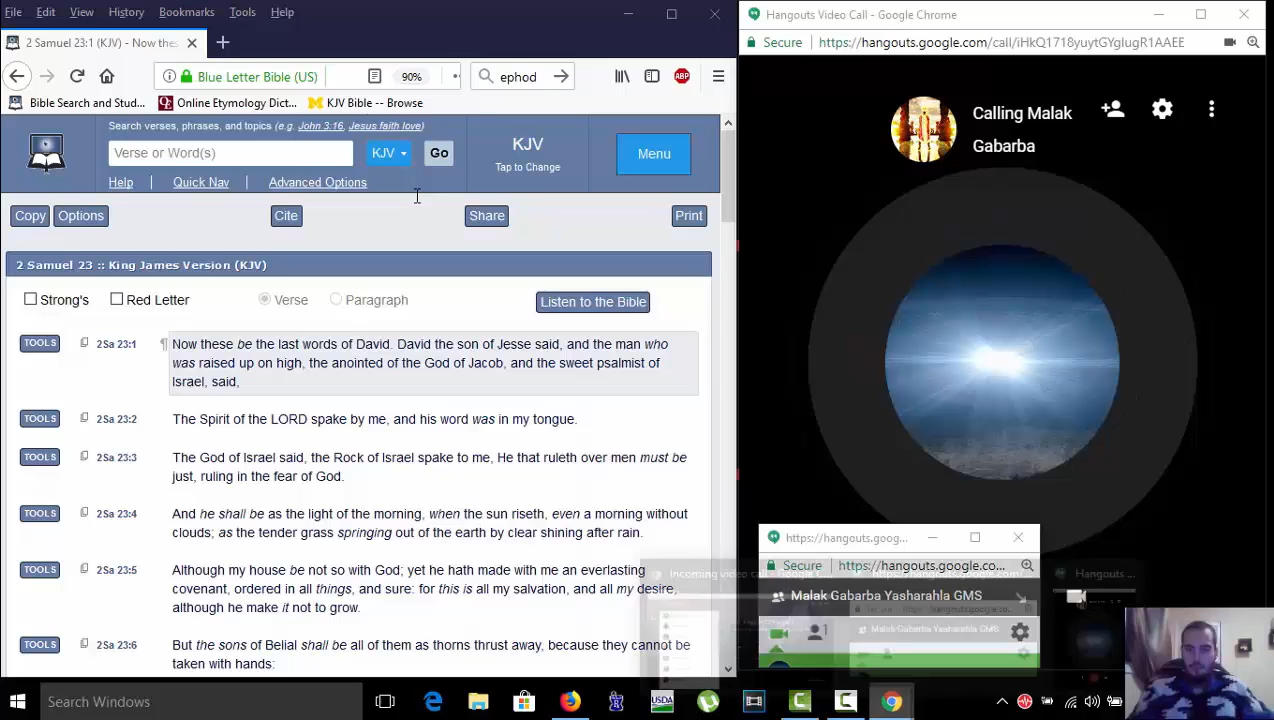 File Edit View History Bookmarks Tools Help
2 Samuel 23:1 (KJV) - Now thes
Blue Letter Bible (US) 90% ephod ABP
Bible Search and Stud... Online Etymology Dict... KJV Bible -- Browse
Search verses, phrases, and topics (e.g. John 3:16, Jesus faith love)
Verse or Word(s) KJV Go
KJV
Tap to Change
Menu
Help | Quick Nav | Advanced Options
Copy Options Cite Share Print
2 Samuel 23 :: King James Version (KJV)
Strong's Red Letter Verse Paragraph Listen to the Bible
TOOLS 2Sa 23:1 ¶ Now these be the last words of David. David the son of Jesse said, and the man who
was raised up on high, the anointed of the God of Jacob, and the sweet psalmist of
Israel, said,
TOOLS 2Sa 23:2 The Spirit of the LORD spake by me, and his word was in my tongue.
TOOLS 2Sa 23:3 The God of Israel said, the Rock of Israel spake to me, He that ruleth over men must be
just, ruling in the fear of God.
TOOLS 2Sa 23:4 And he shall be as the light of the morning, when the sun riseth, even a morning without
clouds; as the tender grass springing out of the earth by clear shining after rain.
TOOLS 2Sa 23:5 Although my house be not so with God; yet he hath made with me an everlasting
covenant, ordered in all things, and sure: for this is all my salvation, and all my desire,
although he make it not to grow.
TOOLS 2Sa 23:6 But the sons of Belial shall be all of them as thorns thrust away, because they cannot be
taken with hands:
Hangouts Video Call - Google Chrome
Secure https://hangouts.google.com/call/iHkQ1718yuytGYglugR1AAEE
Calling Malak
Gabarba
https://hangouts.goog...
Secure https://hangouts.google.co...
Malak Gabarba Yasharahla GMS
Malak Gabarba Yasharahla GMS
Incoming video call - Google
Hangouts
Search Windows
USDA